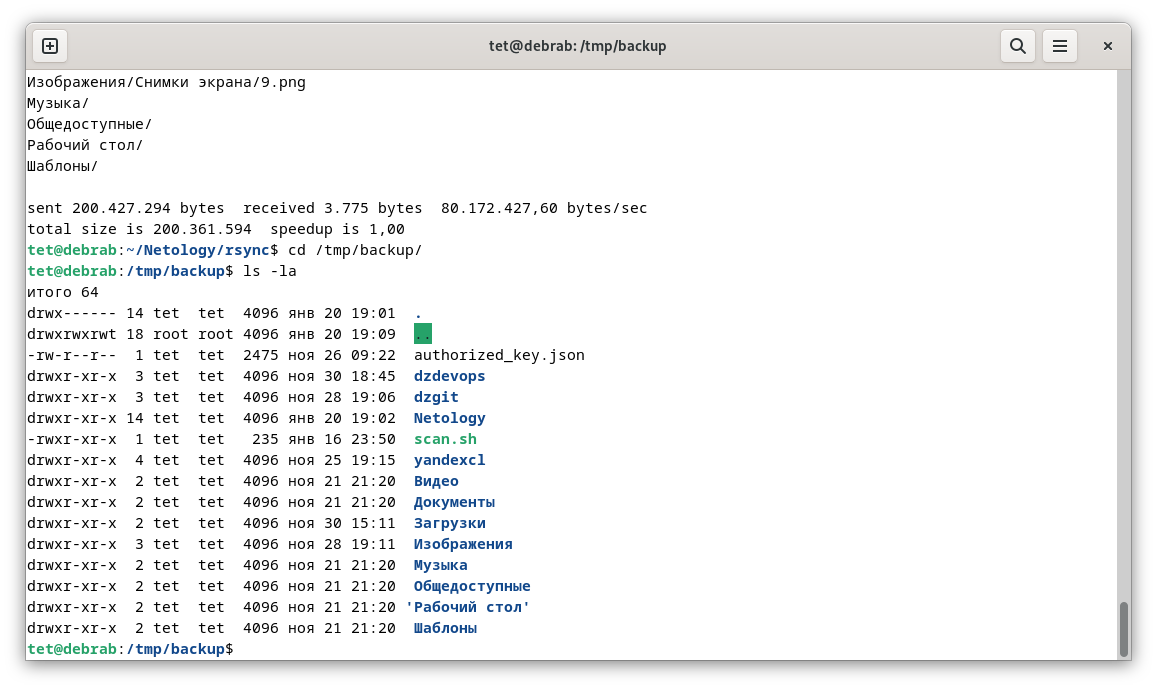 tet@debrab: /tmp/backup
Изображения/Снимки экрана/9.png
Музыка/
Общедоступные/
Рабочий стол/
Шаблоны/
sent 200.427.294 bytes  received 3.775 bytes  80.172.427,60 bytes/sec
total size is 200.361.594  speedup is 1,00
tet@debrab:~/Netology/rsync$ cd /tmp/backup/
tet@debrab:/tmp/backup$ ls -la
итого 64
drwx------ 14 tet  tet  4096 янв 20 19:01  .
drwxrwxrwt 18 root root 4096 янв 20 19:09  ..
-rw-r--r--  1 tet  tet  2475 ноя 26 09:22  authorized_key.json
drwxr-xr-x  3 tet  tet  4096 ноя 30 18:45  dzdevops
drwxr-xr-x  3 tet  tet  4096 ноя 28 19:06  dzgit
drwxr-xr-x 14 tet  tet  4096 янв 20 19:02  Netology
-rwxr-xr-x  1 tet  tet   235 янв 16 23:50  scan.sh
drwxr-xr-x  4 tet  tet  4096 ноя 25 19:15  yandexcl
drwxr-xr-x  2 tet  tet  4096 ноя 21 21:20  Видео
drwxr-xr-x  2 tet  tet  4096 ноя 21 21:20  Документы
drwxr-xr-x  2 tet  tet  4096 ноя 30 15:11  Загрузки
drwxr-xr-x  3 tet  tet  4096 ноя 28 19:11  Изображения
drwxr-xr-x  2 tet  tet  4096 ноя 21 21:20  Музыка
drwxr-xr-x  2 tet  tet  4096 ноя 21 21:20  Общедоступные
drwxr-xr-x  2 tet  tet  4096 ноя 21 21:20 'Рабочий стол'
drwxr-xr-x  2 tet  tet  4096 ноя 21 21:20  Шаблоны
tet@debrab:/tmp/backup$